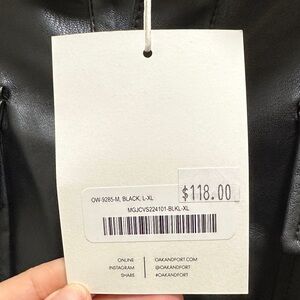 OW-9285-M, BLACK, L-XL
$118.00
MGJCVS224101-BLKL-XL
ONLINE OAKANDFORT.COM
INSTAGRAM @OAKANDFORT
SHARE #OAKANDFORT